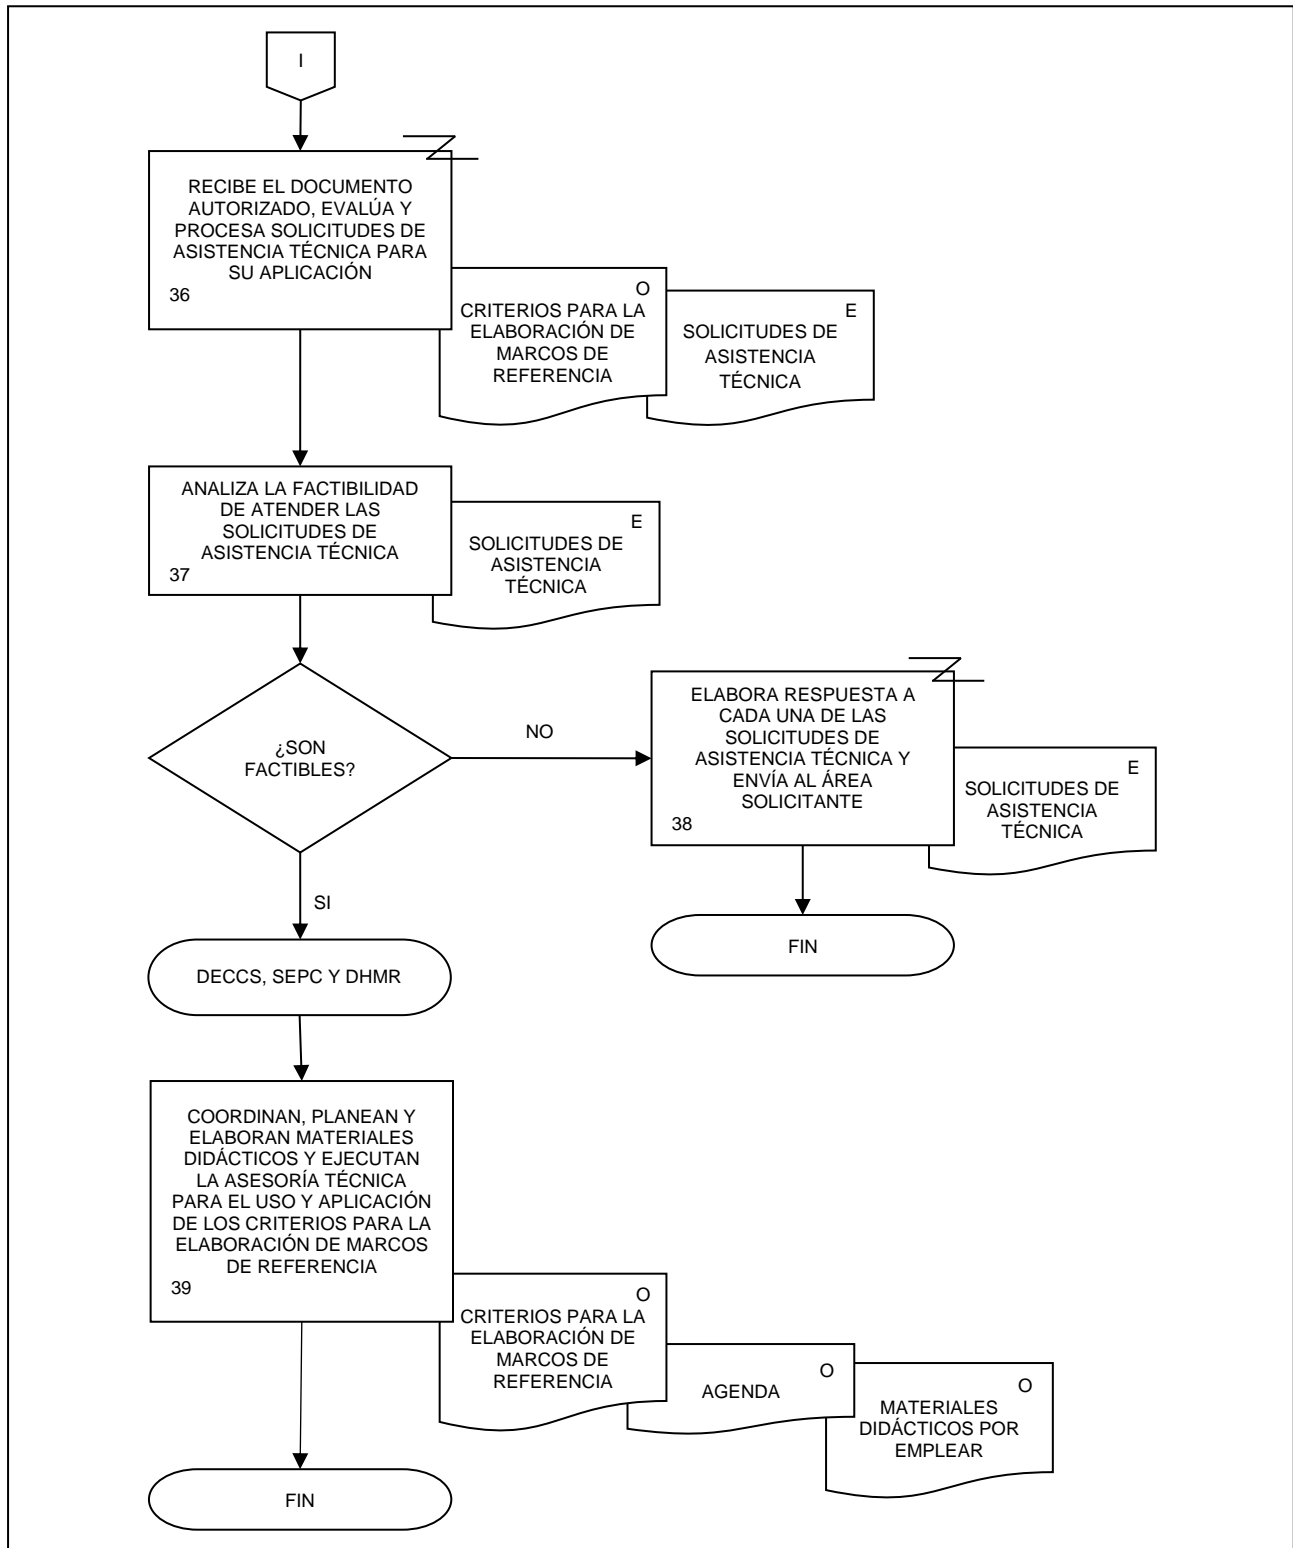 I
RECIBE EL DOCUMENTO
AUTORIZADO, EVALÚA Y
PROCESA SOLICITUDES DE
ASISTENCIA TÉCNICA PARA
SU APLICACIÓN
36
O
CRITERIOS PARA LA
ELABORACIÓN DE
MARCOS DE
REFERENCIA
E
SOLICITUDES DE
ASISTENCIA
TÉCNICA
ANALIZA LA FACTIBILIDAD
DE ATENDER LAS
SOLICITUDES DE
ASISTENCIA TÉCNICA
37
E
SOLICITUDES DE
ASISTENCIA
TÉCNICA
¿SON
FACTIBLES?
NO
ELABORA RESPUESTA A
CADA UNA DE LAS
SOLICITUDES DE
ASISTENCIA TÉCNICA Y
ENVÍA AL ÁREA
SOLICITANTE
38
E
SOLICITUDES DE
ASISTENCIA
TÉCNICA
FIN
SI
DECCS, SEPC Y DHMR
COORDINAN, PLANEAN Y
ELABORAN MATERIALES
DIDÁCTICOS Y EJECUTAN
LA ASESORÍA TÉCNICA
PARA EL USO Y APLICACIÓN
DE LOS CRITERIOS PARA LA
ELABORACIÓN DE MARCOS
DE REFERENCIA
39
O
CRITERIOS PARA LA
ELABORACIÓN DE
MARCOS DE
REFERENCIA
O
AGENDA
O
MATERIALES
DIDÁCTICOS POR
EMPLEAR
FIN